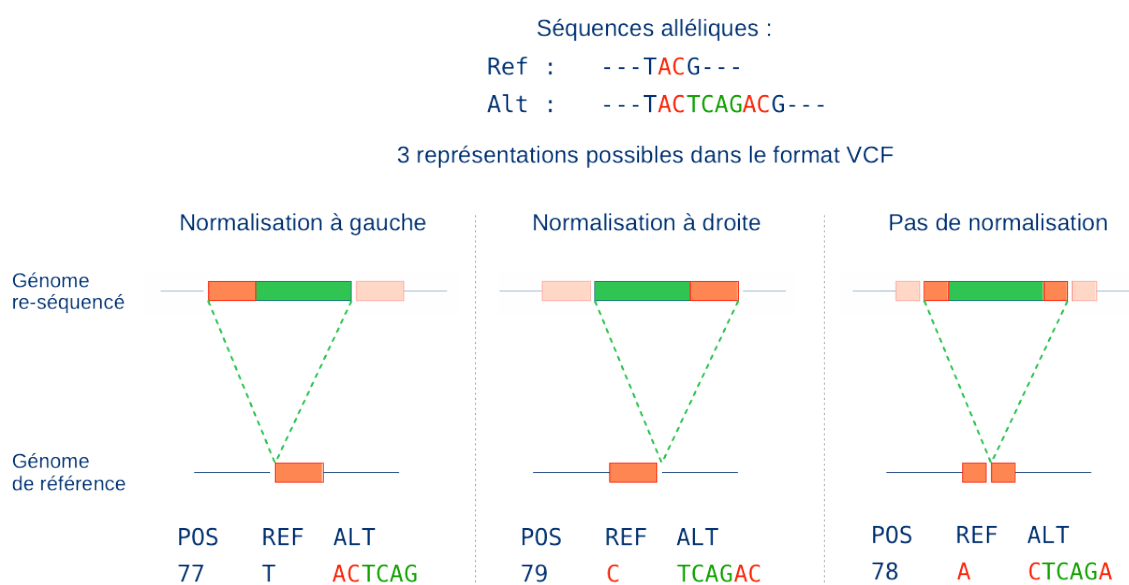 Séquences alléliques :
Ref : ---TACG---
Alt : ---TACTCAGACG---
3 représentations possibles dans le format VCF
Normalisation à gauche
Normalisation à droite
Pas de normalisation
Génome
re-séquencé
Génome
de référence
POS REF ALT
77 T ACTCAG
POS REF ALT
79 C TCAGAC
POS REF ALT
78 A CTCAGA